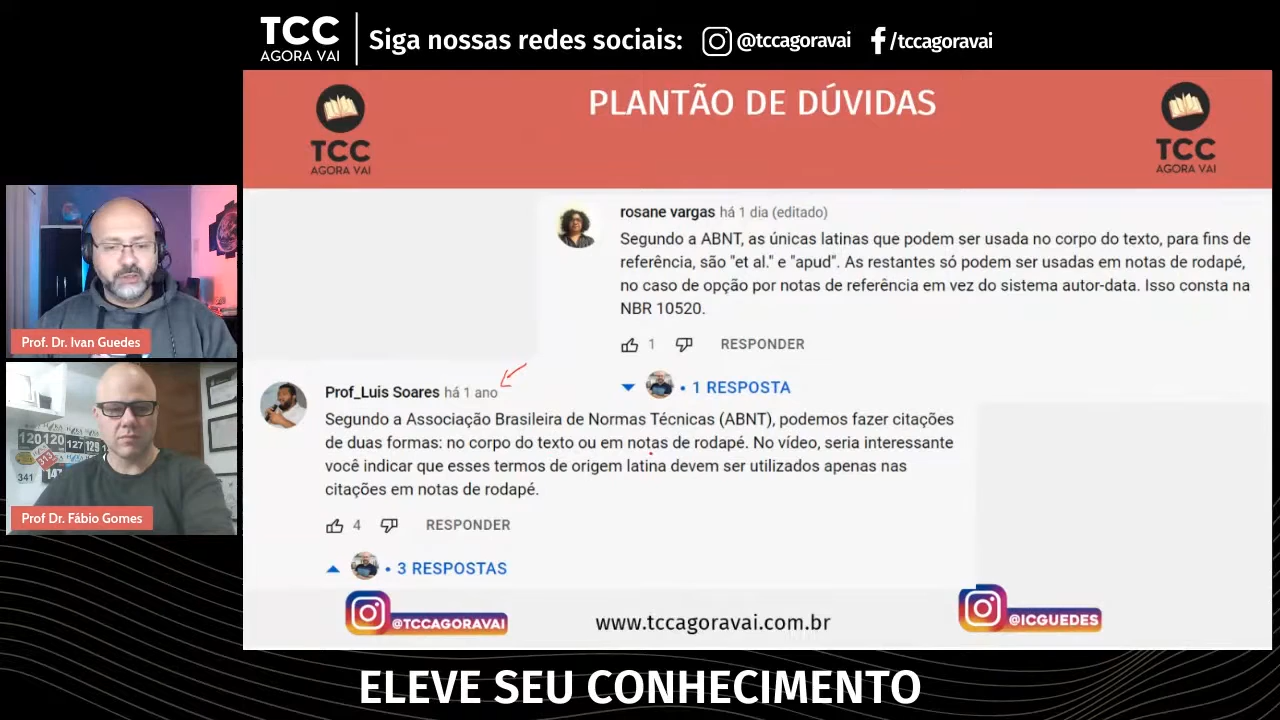 TCC
AGORA VAI
Siga nossas redes sociais:
@tccagoravai
/tccagoravai
TCC
AGORA VAI
PLANTÃO DE DÚVIDAS
TCC
AGORA VAI
rosane vargas há 1 dia (editado)
Segundo a ABNT, as únicas latinas que podem ser usada no corpo do texto, para fins de
referência, são "et al." e "apud". As restantes só podem ser usadas em notas de rodapé,
no caso de opção por notas de referência em vez do sistema autor-data. Isso consta na
NBR 10520.
1
RESPONDER
• 1 RESPOSTA
Prof_Luis Soares há 1 ano
Segundo a Associação Brasileira de Normas Técnicas (ABNT), podemos fazer citações
de duas formas: no corpo do texto ou em notas de rodapé. No vídeo, seria interessante
você indicar que esses termos de origem latina devem ser utilizados apenas nas
citações em notas de rodapé.
4
RESPONDER
• 3 RESPOSTAS
@TCCAGORAVAI
www.tccagoravai.com.br
@ICGUEDES
Prof. Dr. Ivan Guedes
120
120
127
129
313
341
Prof Dr. Fábio Gomes
ELEVE SEU CONHECIMENTO